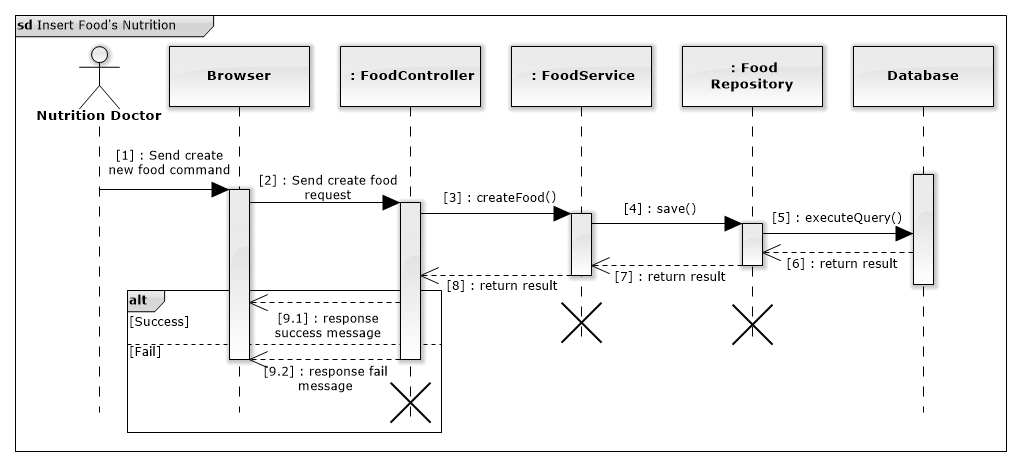 sd Insert Food's Nutrition
Nutrition Doctor
Browser
: FoodController
: FoodService
: Food
Repository
Database
[1] : Send create
new food command
[2] : Send create food
request
[3] : createFood()
[4] : save()
[5] : executeQuery()
[6] : return result
[7] : return result
[8] : return result
alt
[Success]
[9.1] : response
success message
[Fail]
[9.2] : response fail
message